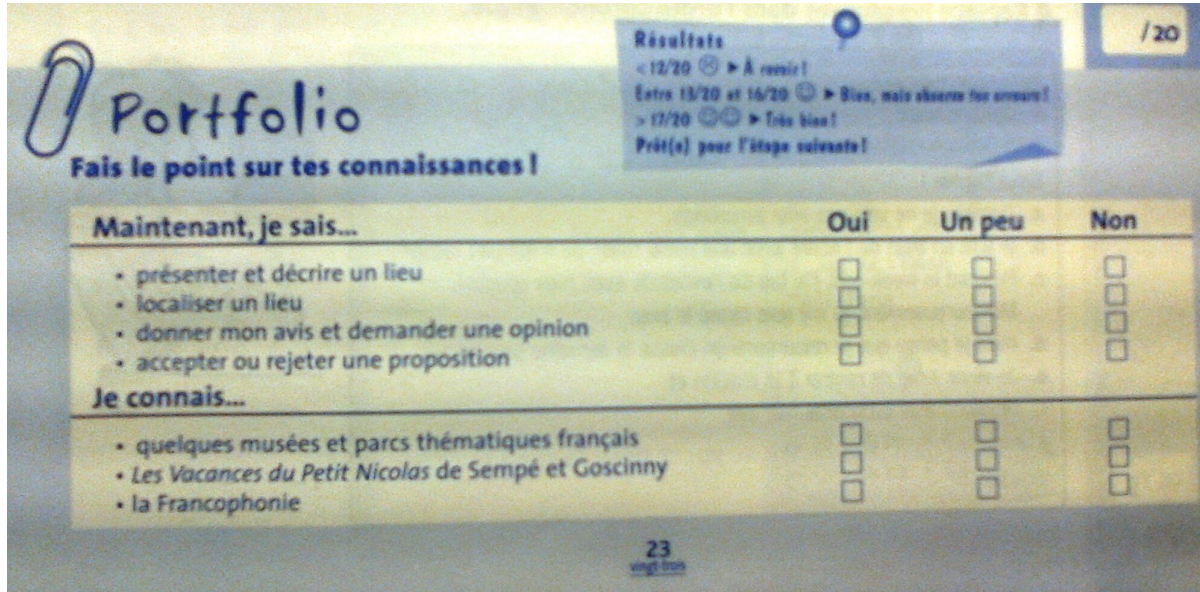 /20
Résultats
<12/20 ☹ ► À revoir !
Entre 13/20 et 16/20 ☺ ► Bien, mais observe tes erreurs !
> 17/20 ☺☺ ► Très bien !
Prêt(e) pour l'étape suivante !
Portfolio
Fais le point sur tes connaissances !
Maintenant, je sais... Oui Un peu Non
• présenter et décrire un lieu
• localiser un lieu
• donner mon avis et demander une opinion
• accepter ou rejeter une proposition
Je connais...
• quelques musées et parcs thématiques français
• Les Vacances du Petit Nicolas de Sempé et Goscinny
• la Francophonie
23
vingt-trois